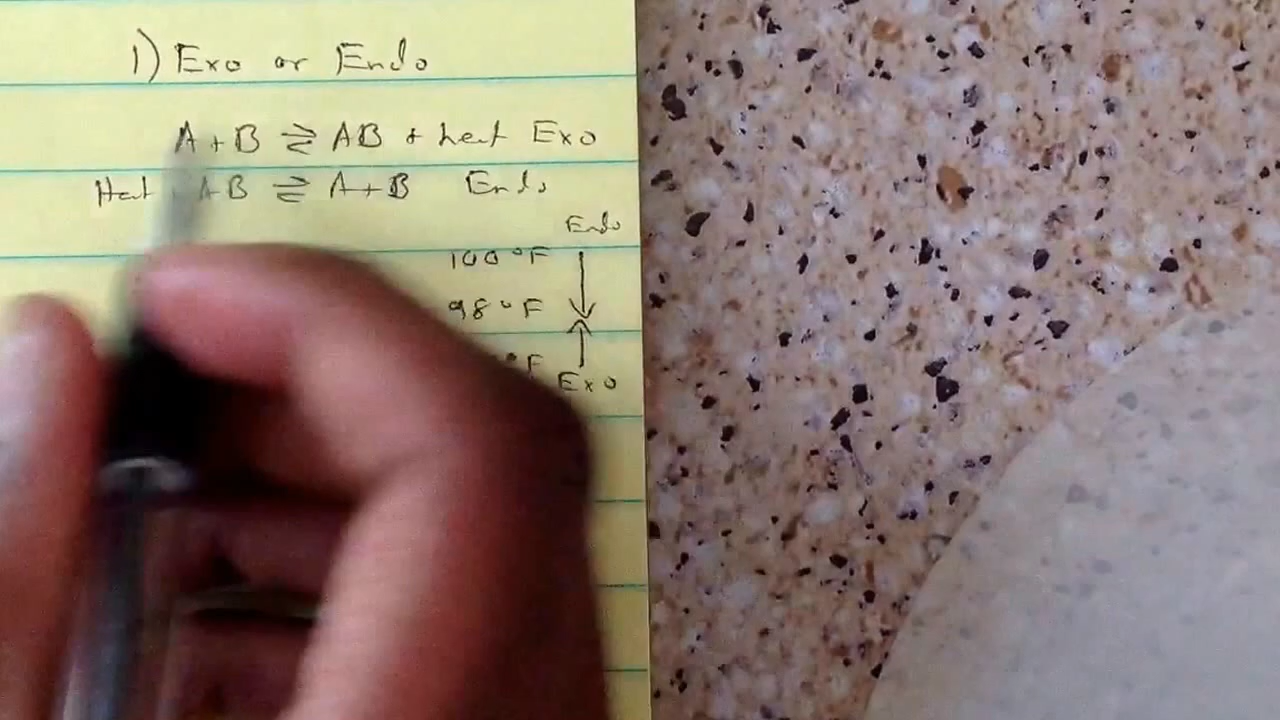 1) Exo or Endo
A + B ⇌ AB + heat Exo
Heat AB ⇌ A + B Endo
Endo
100°F
98°F
°F Exo